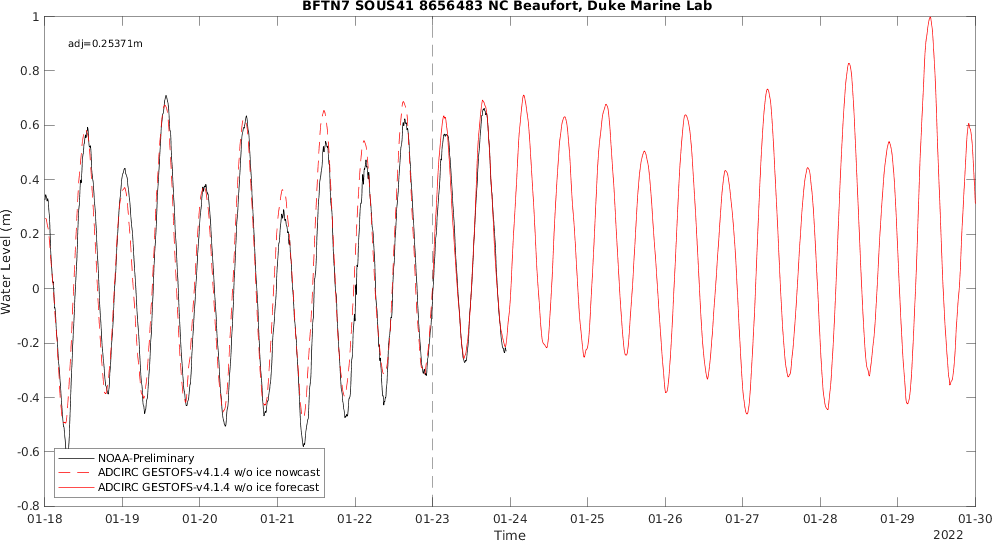 BFTN7 SOUS41 8656483 NC Beaufort, Duke Marine Lab
adj=0.25371m
1
0.8
0.6
0.4
0.2
0
-0.2
-0.4
-0.6
-0.8
Water Level (m)
NOAA-Preliminary
ADCIRC GESTOFS-v4.1.4 w/o ice nowcast
ADCIRC GESTOFS-v4.1.4 w/o ice forecast
01-18 01-19 01-20 01-21 01-22 01-23 01-24 01-25 01-26 01-27 01-28 01-29 01-30
Time
2022